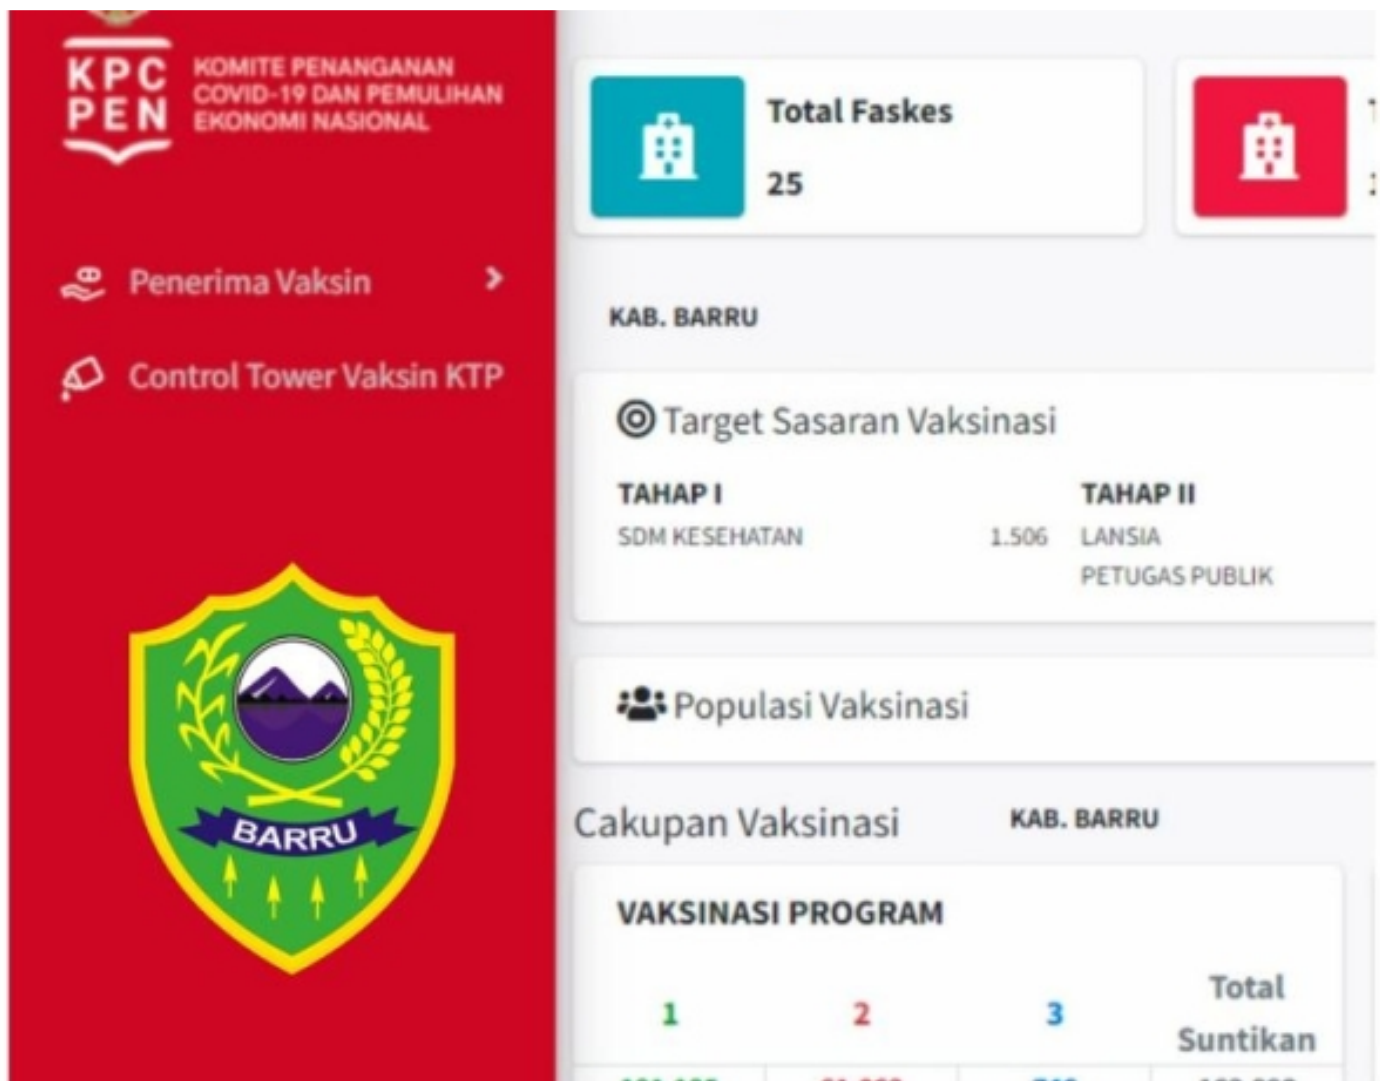 KPC
PEN
KOMITE PENANGANAN
COVID-19 DAN PEMULIHAN
EKONOMI NASIONAL
Penerima Vaksin
Control Tower Vaksin KTP
BARRU
Total Faskes
25
KAB. BARRU
Target Sasaran Vaksinasi
TAHAP I
SDM KESEHATAN 1.506
TAHAP II
LANSIA
PETUGAS PUBLIK
Populasi Vaksinasi
Cakupan Vaksinasi KAB. BARRU
VAKSINASI PROGRAM
1 2 3 Total
Suntikan